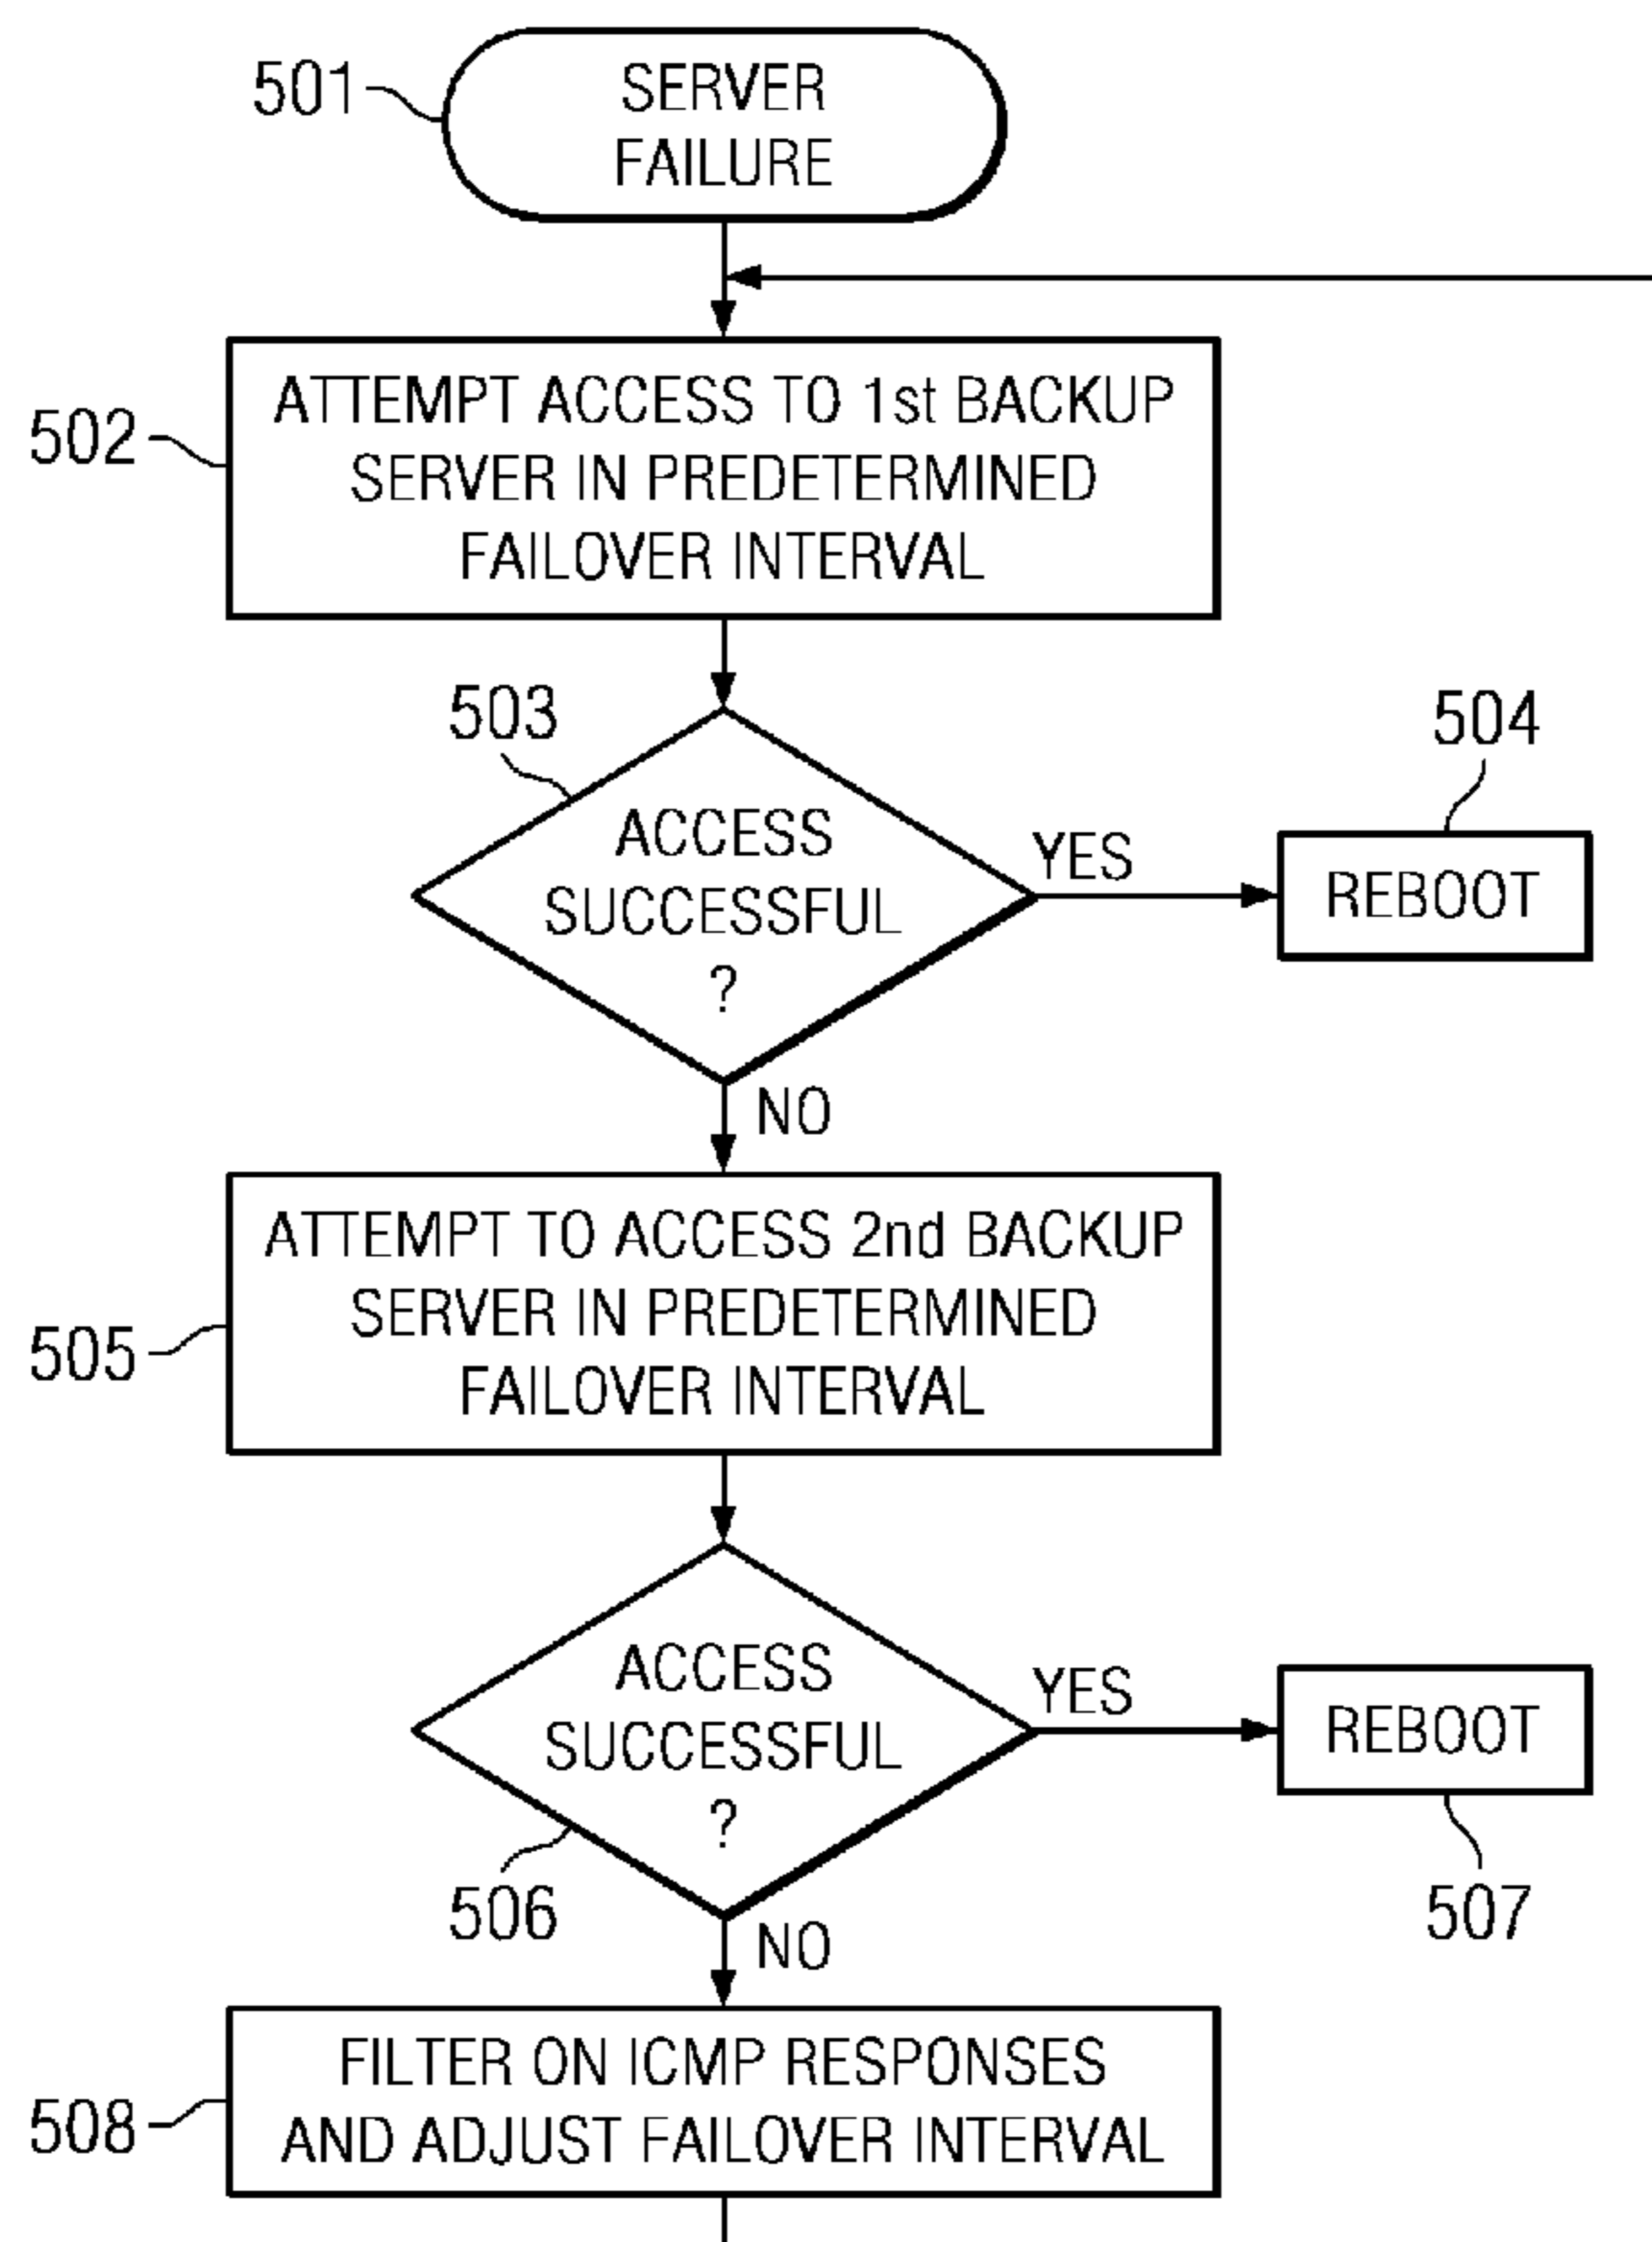 501
SERVER
FAILURE
502
ATTEMPT ACCESS TO 1st BACKUP
SERVER IN PREDETERMINED
FAILOVER INTERVAL
503
ACCESS
SUCCESSFUL
?
YES
504
REBOOT
NO
505
ATTEMPT TO ACCESS 2nd BACKUP
SERVER IN PREDETERMINED
FAILOVER INTERVAL
ACCESS
SUCCESSFUL
?
506
YES
REBOOT
507
NO
508
FILTER ON ICMP RESPONSES
AND ADJUST FAILOVER INTERVAL